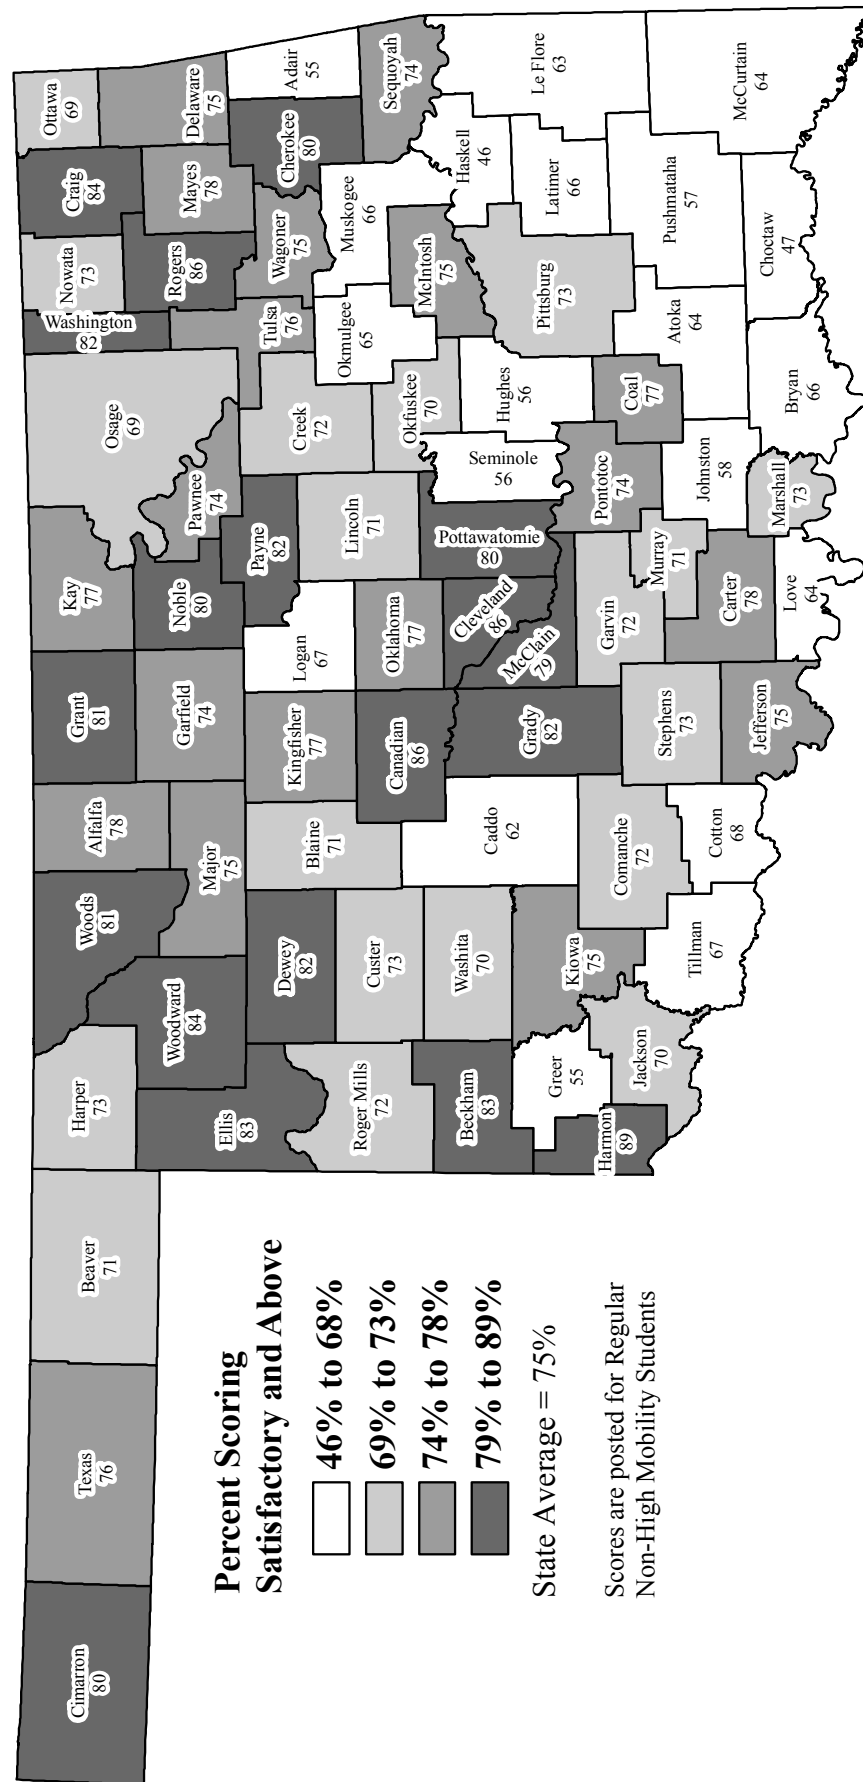 Cimarron
80
Texas
76
Beaver
71
Harper
73
Woods
81
Alfalfa
78
Grant
81
Kay
77
Osage
69
Washington
82
Nowata
73
Craig
84
Ottawa
69
Ellis
83
Woodward
84
Major
75
Garfield
74
Noble
80
Pawnee
74
Rogers
86
Mayes
78
Delaware
75
Roger Mills
72
Dewey
82
Blaine
71
Kingfisher
77
Logan
67
Payne
82
Creek
72
Tulsa
76
Wagoner
75
Cherokee
80
Adair
55
Custer
73
Canadian
86
Oklahoma
77
Lincoln
71
Okfuskee
70
Okmulgee
65
Muskogee
66
Sequoyah
74
Beckham
83
Washita
70
Caddo
62
Grady
82
McClain
79
Cleveland
86
Pottawatomie
80
Seminole
56
Hughes
56
McIntosh
75
Haskell
46
Le Flore
63
Harmon
89
Greer
55
Kiowa
75
Jackson
70
Comanche
72
Tillman
67
Cotton
68
Stephens
73
Jefferson
75
Garvin
72
Murray
71
Carter
78
Love
64
Pontotoc
74
Johnston
58
Marshall
73
Coal
77
Pittsburg
73
Latimer
66
Atoka
64
Bryan
66
Pushmataha
57
Choctaw
47
McCurtain
64
Percent Scoring
Satisfactory and Above
46% to 68%
69% to 73%
74% to 78%
79% to 89%
State Average = 75%
Scores are posted for Regular
Non-High Mobility Students